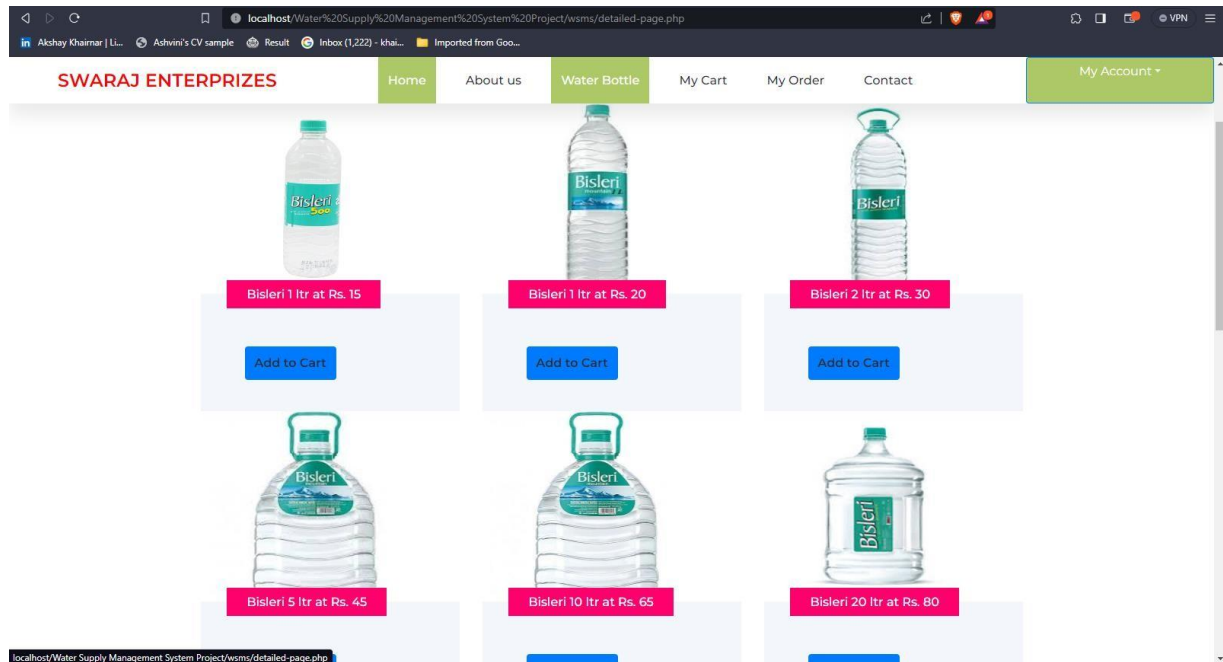 localhost/Water%20Supply%20Management%20System%20Project/wsms/detailed-page.php
VPN
Akshay Khairnar | Li... Ashvini's CV sample Result Inbox (1,222) - khai... Imported from Goo...
SWARAJ ENTERPRIZES Home About us Water Bottle My Cart My Order Contact My Account
Bisleri 500 Bisleri Bisleri
Bisleri 1 ltr at Rs. 15 Bisleri 1 ltr at Rs. 20 Bisleri 2 ltr at Rs. 30
Add to Cart Add to Cart Add to Cart
Bisleri Bisleri Bisleri
Bisleri 5 ltr at Rs. 45 Bisleri 10 ltr at Rs. 65 Bisleri 20 ltr at Rs. 80
localhost/Water Supply Management System Project/wsms/detailed-page.php